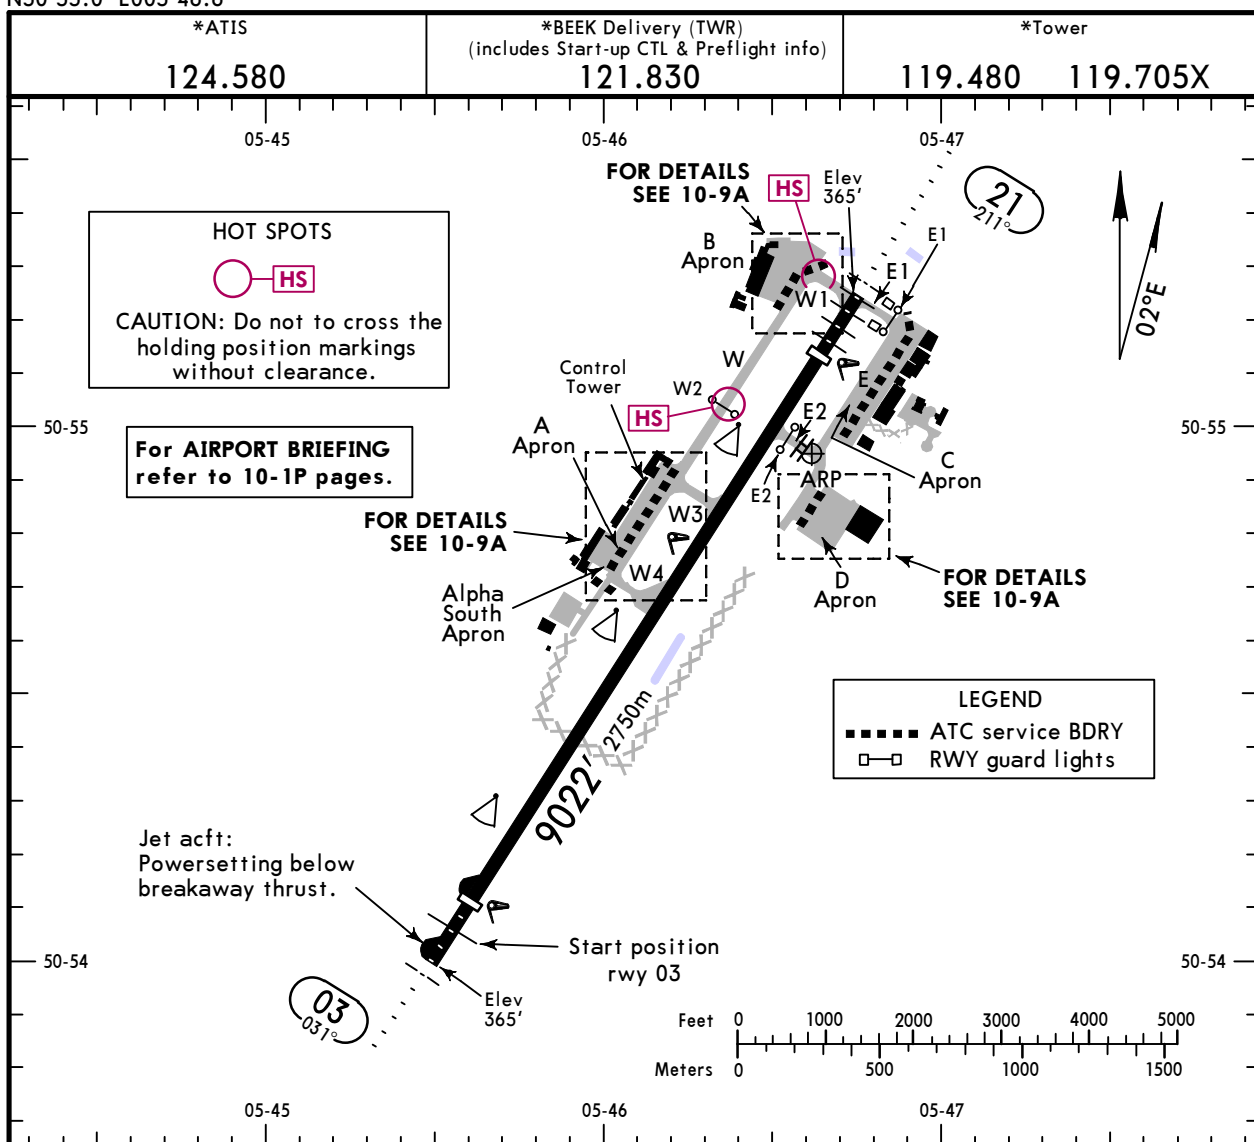 *ATIS
124.580
*BEEK Delivery (TWR)
(includes Start-up CTL & Preflight info)
121.830
*Tower
119.480 119.705X
05-45
05-46
05-47
FOR DETAILS
SEE 10-9A
HS
Elev
365'
21
211°
E1
E1
B
Apron
W1
02°E
HOT SPOTS
HS
CAUTION: Do not to cross the
holding position markings
without clearance.
W
Control
Tower
W2
HS
E
E2
50-55
50-55
For AIRPORT BRIEFING
refer to 10-1P pages.
A
Apron
C
Apron
ARP
E2
FOR DETAILS
SEE 10-9A
W3
W4
D
Apron
FOR DETAILS
SEE 10-9A
Alpha
South
Apron
LEGEND
ATC service BDRY
RWY guard lights
9022' 2750m
Jet acft:
Powersetting below
breakaway thrust.
Start position
rwy 03
50-54
50-54
03
031°
Elev
365'
Feet 0 1000 2000 3000 4000 5000
Meters 0 500 1000 1500
05-45
05-46
05-47